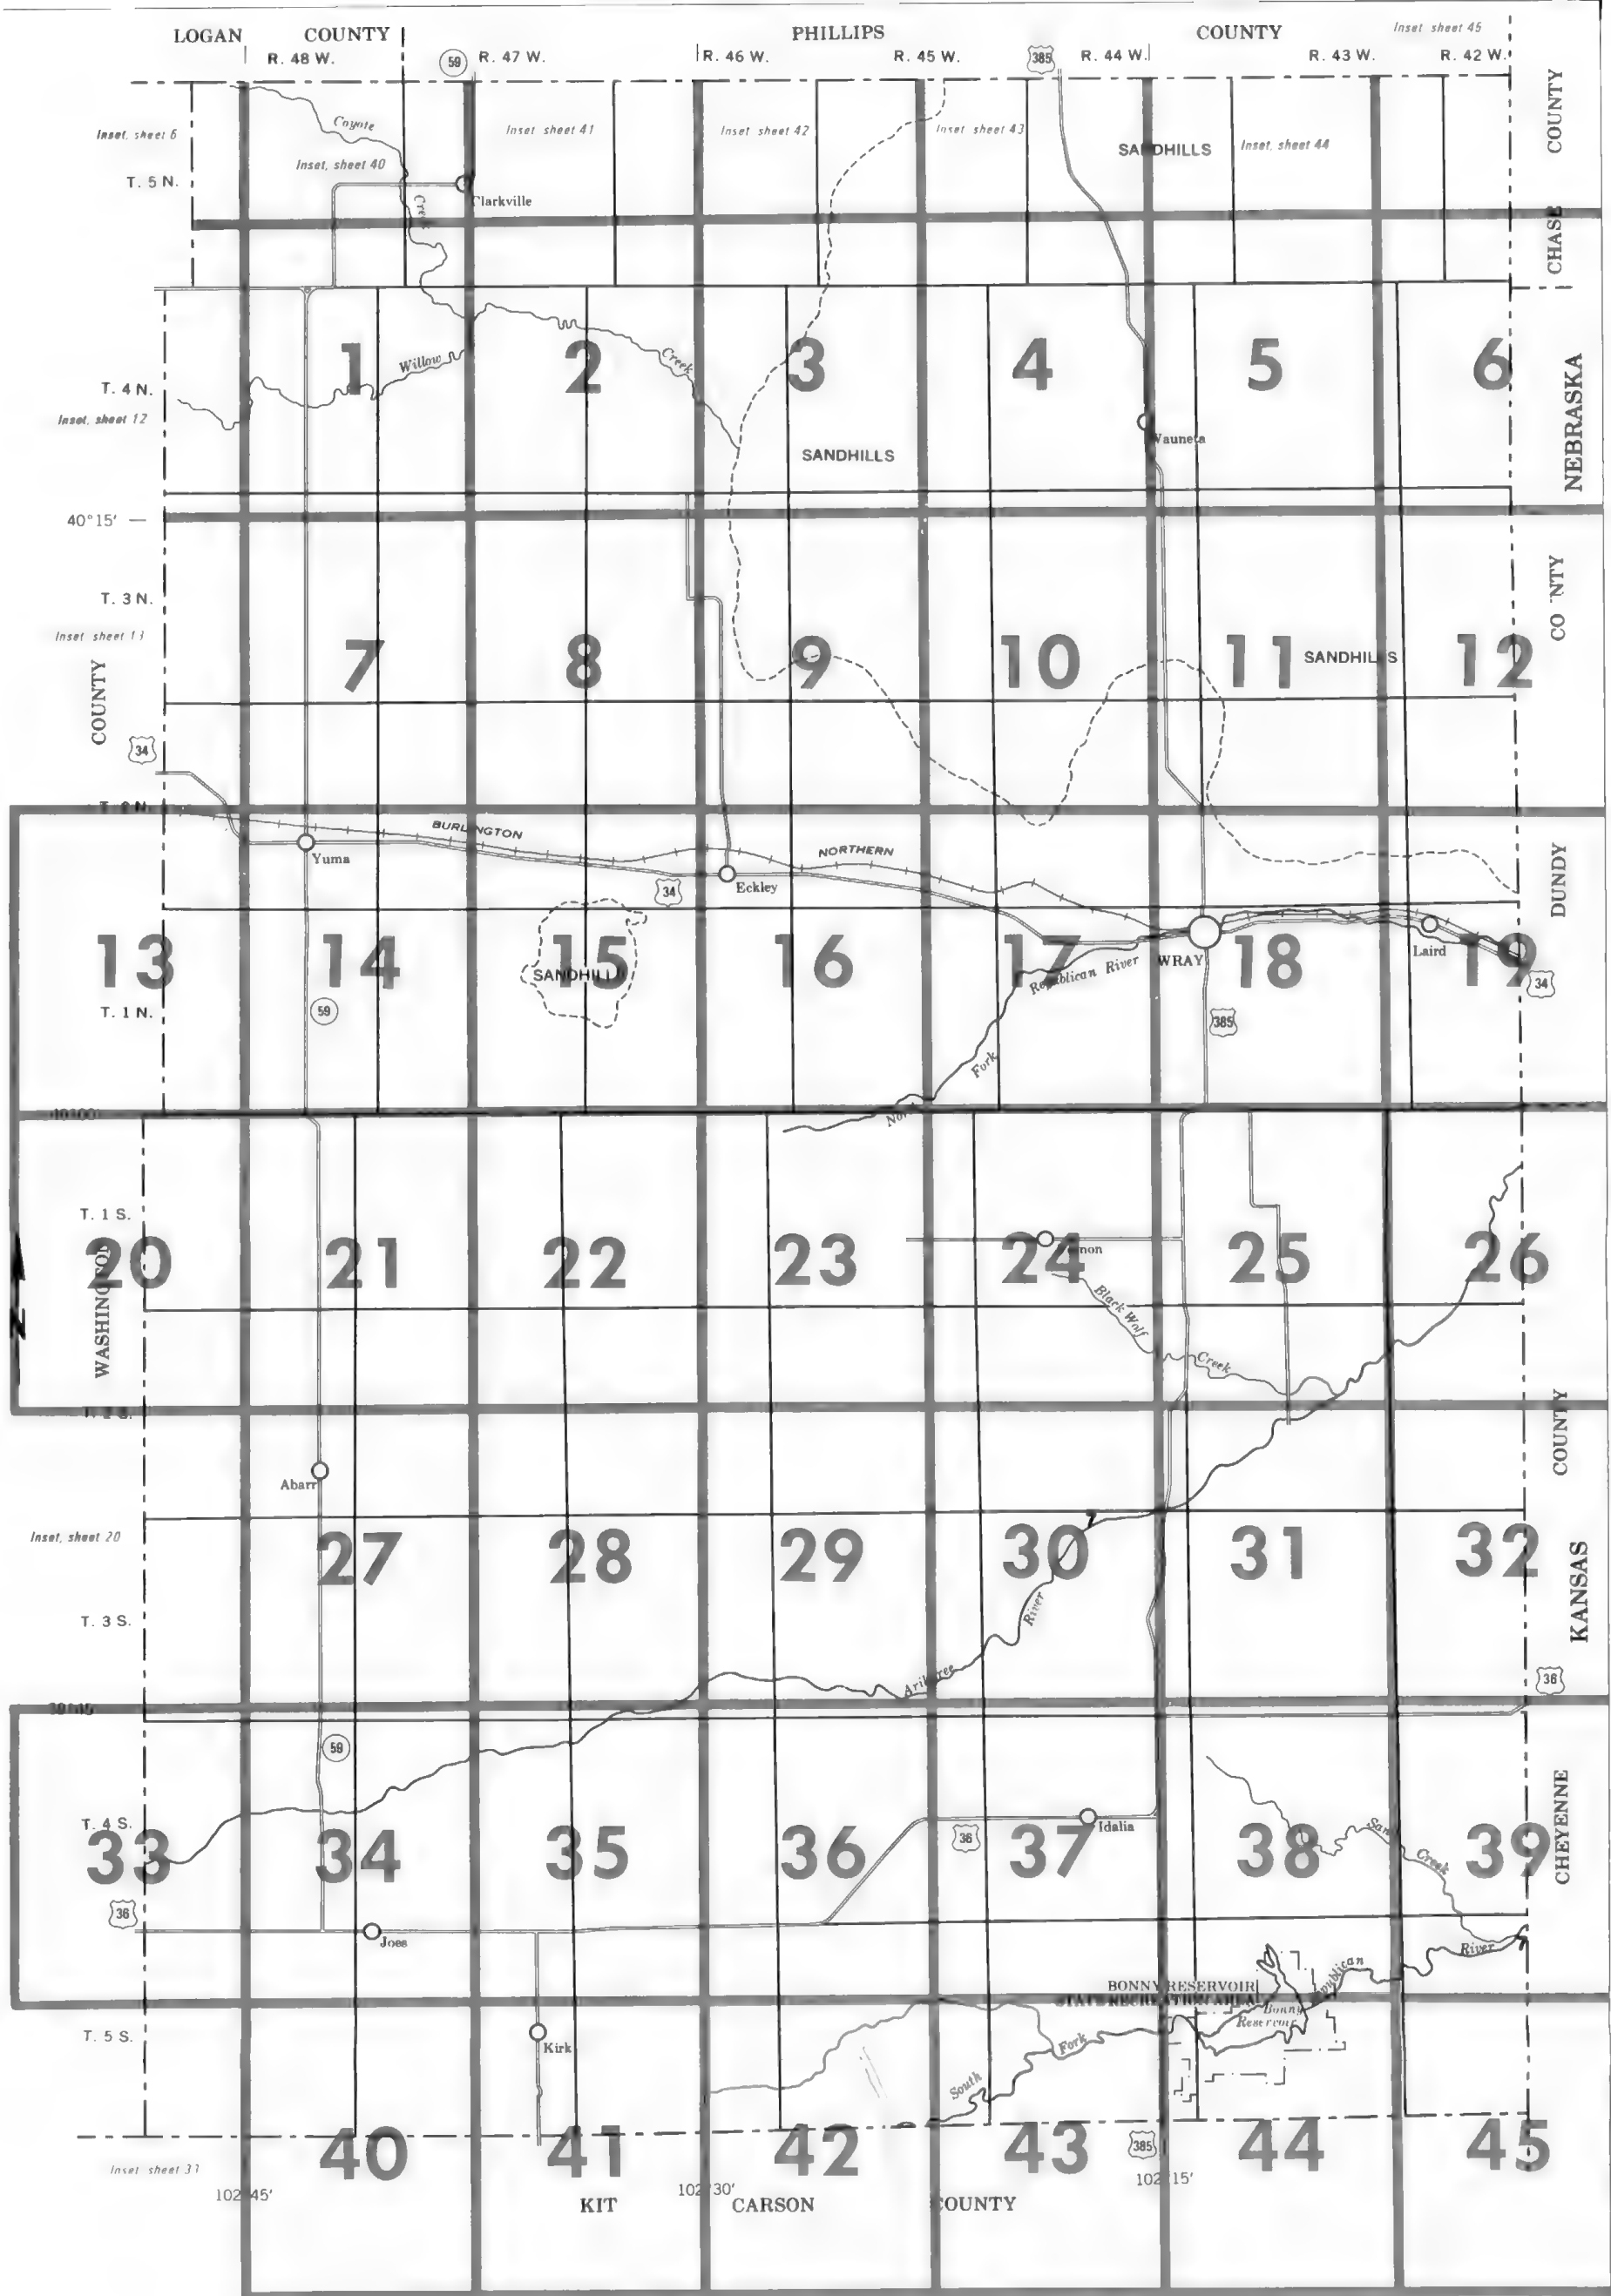 LOGAN COUNTY PHILLIPS COUNTY Inset sheet 45
R. 48 W. 59 R. 47 W. R. 46 W. R. 45 W. 385 R. 44 W. R. 43 W. R. 42 W.
COUNTY
Inset, sheet 6 Coyote Inset sheet 41 Inset sheet 42 Inset sheet 43 SANDHILLS Inset, sheet 44
Inset, sheet 40
T. 5 N.
Clarkville
Creek
CHASE
1 2 3 4 5 6
Willow Creek
T. 4 N.
Inset, sheet 12
NEBRASKA
Wauneta
SANDHILLS
40°15'
T. 3 N.
Inset sheet 13
7 8 9 10 11 SANDHILLS 12
COUNTY
34
T. 2 N.
BURLINGTON NORTHERN
Yuma
34 Eckley
DUNDY
13 14 15 16 17 18 19
SANDHILLS
Republican River WRAY Laird
34
T. 1 N. 59 385
Fork
North
T. 1 S.
20 21 22 23 24 25 26
WASHINGTON
Black Wolf
Creek
COUNTY
Abarr
Inset, sheet 20
27 28 29 30 31 32
KANSAS
T. 3 S.
River
Arikaree
36
59
T. 4 S.
33 34 35 36 37 38 39
36 Idalia
CHEYENNE
Creek
36
Joes
River
BONNY RESERVOIR Republican
STATE RECREATION AREA Bonny
Reservoir
T. 5 S.
Kirk
Fork
South
40 41 42 43 385 44 45
Inset sheet 33
102°45' 102°30' 102°15'
KIT CARSON COUNTY